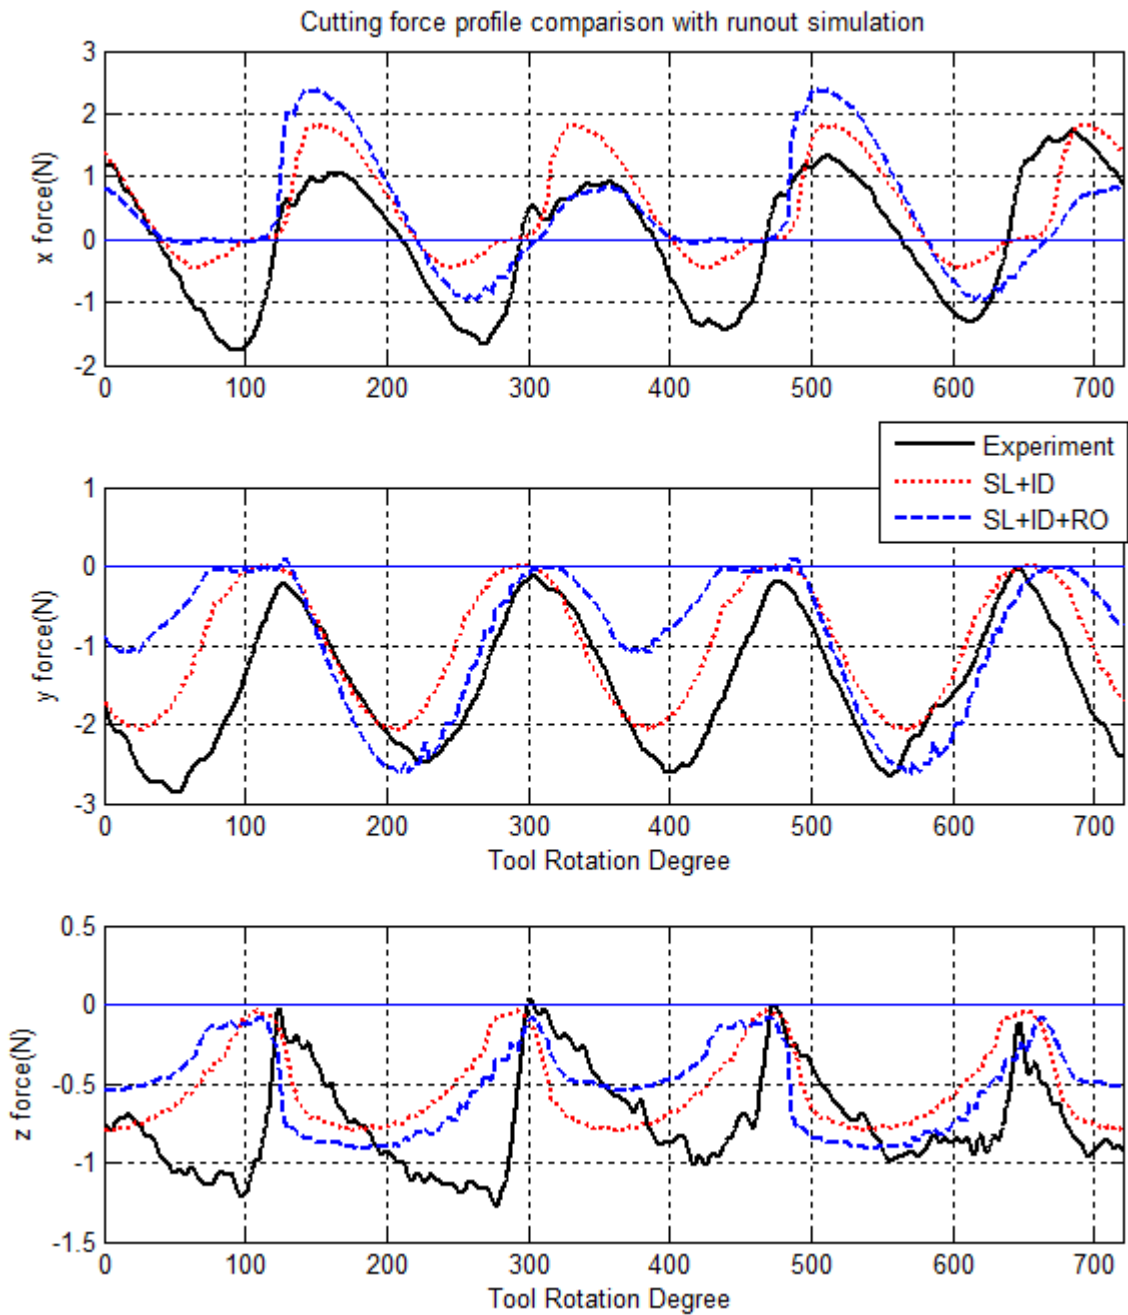 Cutting force profile comparison with runout simulation
x force(N)
3
2
1
0
-1
-2
0 100 200 300 400 500 600 700
Experiment
SL+ID
SL+ID+RO
y force(N)
1
0
-1
-2
-3
0 100 200 300 400 500 600 700
Tool Rotation Degree
z force(N)
0.5
0
-0.5
-1
-1.5
0 100 200 300 400 500 600 700
Tool Rotation Degree